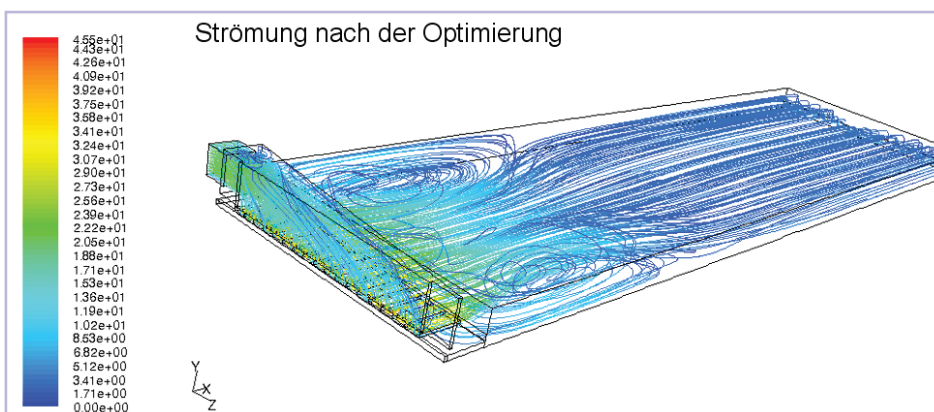 Strömung nach der Optimierung
4.55e+01
4.43e+01
4.26e+01
4.09e+01
3.92e+01
3.75e+01
3.58e+01
3.41e+01
3.24e+01
3.07e+01
2.90e+01
2.73e+01
2.56e+01
2.39e+01
2.22e+01
2.05e+01
1.88e+01
1.71e+01
1.53e+01
1.36e+01
1.19e+01
1.02e+01
8.53e+00
6.82e+00
5.12e+00
3.41e+00
1.71e+00
0.00e+00
Y
X
Z